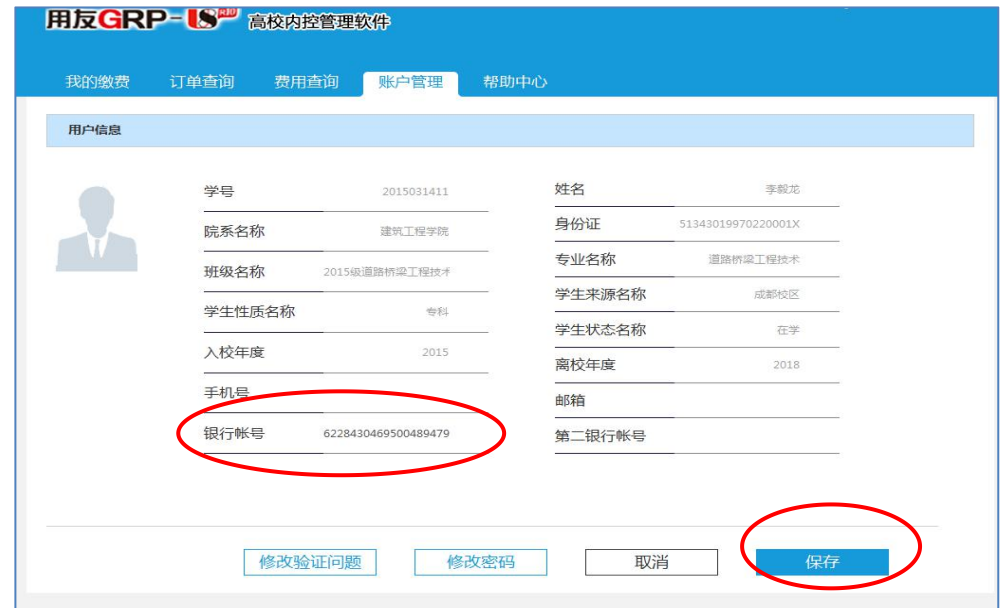 用友GRP-U8 R10 高校内控管理软件
我的缴费 订单查询 费用查询 账户管理 帮助中心
用户信息
学号 2015031411
院系名称 建筑工程学院
班级名称 2015级道路桥梁工程技术
学生性质名称 专科
入校年度 2015
手机号
银行帐号 6228430469500489479
姓名 李毅龙
身份证 51343019970220001X
专业名称 道路桥梁工程技术
学生来源名称 成都校区
学生状态名称 在学
离校年度 2018
邮箱
第二银行帐号
修改验证问题 修改密码 取消 保存